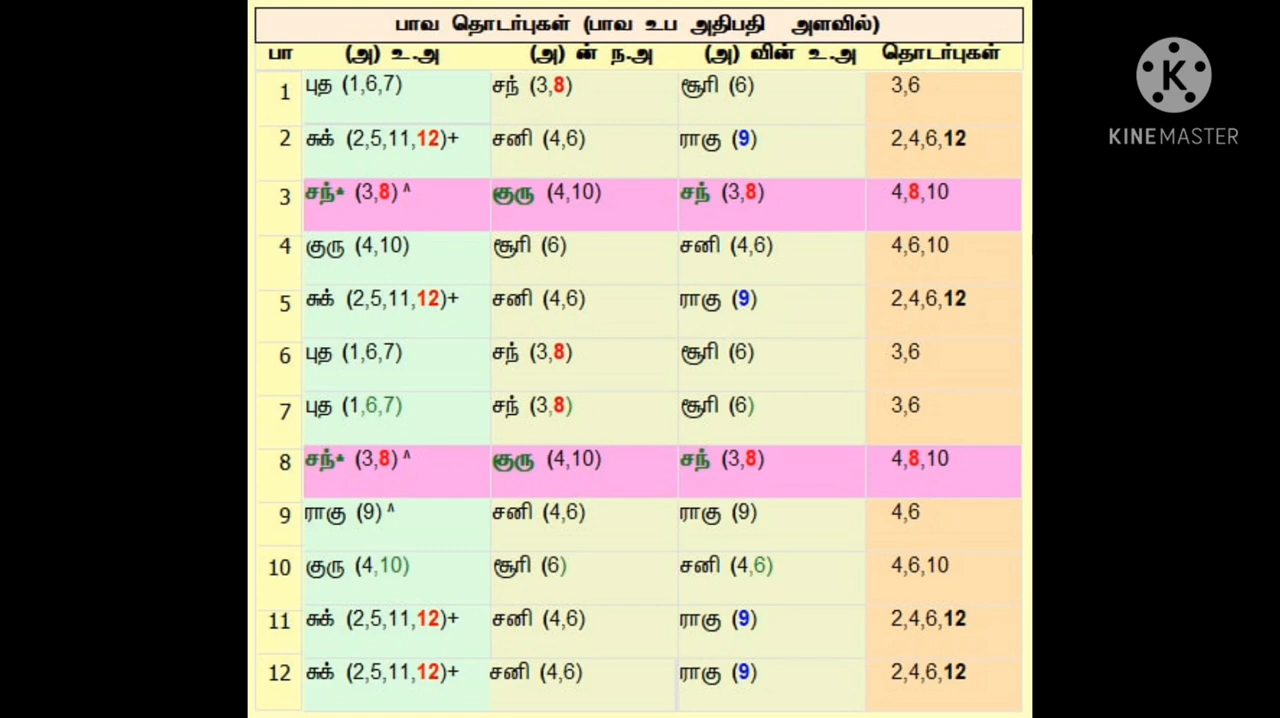 பாவ தொடர்புகள் (பாவ உப அதிபதி அளவில்)
பா (அ) உ.அ (அ) ன் ந.அ (அ) வின் உ.அ தொடர்புகள்
1 புத (1,6,7) சந் (3,8) சூரி (6) 3,6
2 சுக் (2,5,11,12)+ சனி (4,6) ராகு (9) 2,4,6,12
3 சந்* (3,8)^ குரு (4,10) சந் (3,8) 4,8,10
4 குரு (4,10) சூரி (6) சனி (4,6) 4,6,10
5 சுக் (2,5,11,12)+ சனி (4,6) ராகு (9) 2,4,6,12
6 புத (1,6,7) சந் (3,8) சூரி (6) 3,6
7 புத (1,6,7) சந் (3,8) சூரி (6) 3,6
8 சந்* (3,8)^ குரு (4,10) சந் (3,8) 4,8,10
9 ராகு (9)^ சனி (4,6) ராகு (9) 4,6
10 குரு (4,10) சூரி (6) சனி (4,6) 4,6,10
11 சுக் (2,5,11,12)+ சனி (4,6) ராகு (9) 2,4,6,12
12 சுக் (2,5,11,12)+ சனி (4,6) ராகு (9) 2,4,6,12
K
KINEMASTER